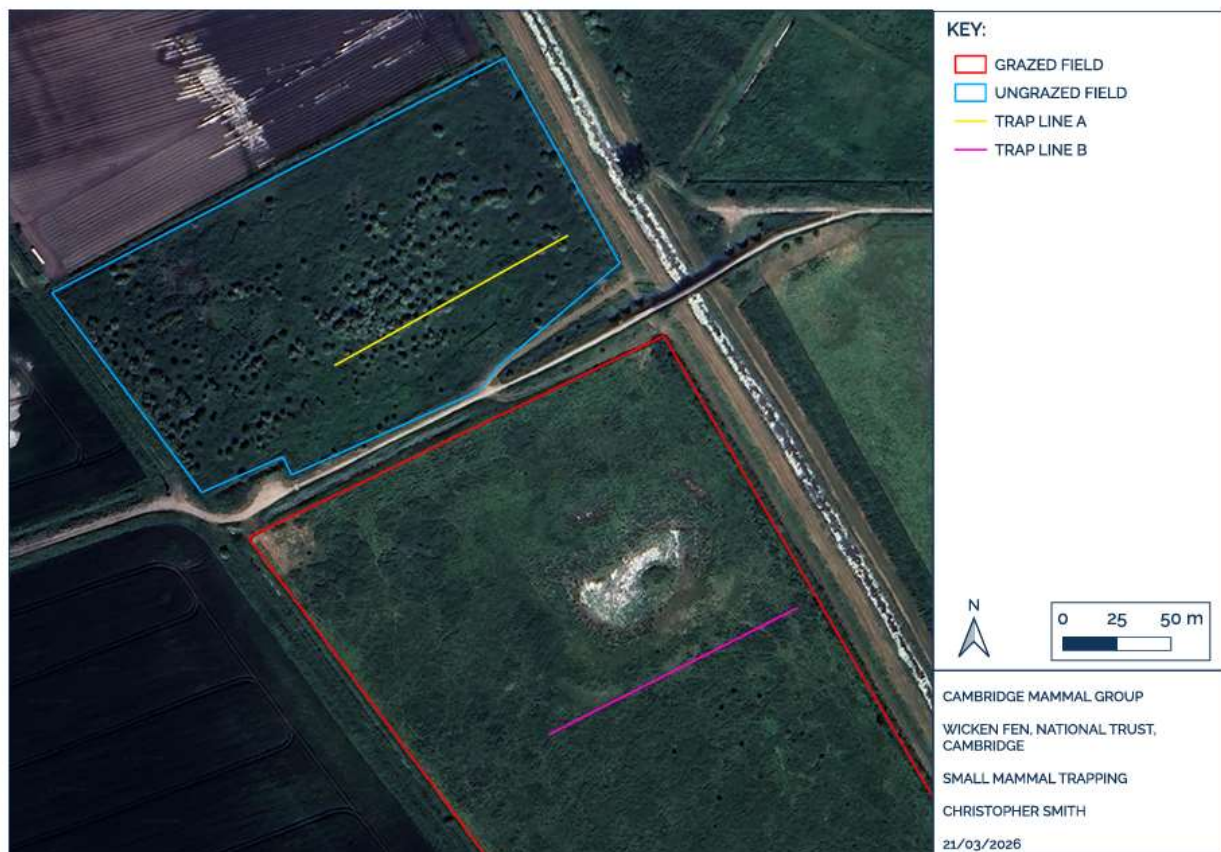 KEY:
GRAZED FIELD
UNGRAZED FIELD
TRAP LINE A
TRAP LINE B
N
0 25 50 m
CAMBRIDGE MAMMAL GROUP
WICKEN FEN, NATIONAL TRUST,
CAMBRIDGE
SMALL MAMMAL TRAPPING
CHRISTOPHER SMITH
21/03/2026